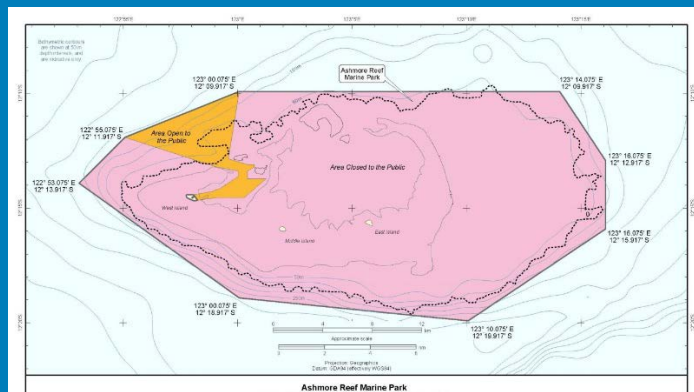 123° 00.075' E
12° 09.917' S
Ashmore Reef
Marine Park
123° 14.075' E
12° 09.917' S
122° 55.075' E
12° 11.917' S
Area Open to
the Public
Area Closed to the Public
123° 16.075' E
12° 12.917' S
122° 53.075' E
12° 13.917' S
West Island
Middle Island
East Island
123° 16.075' E
12° 15.917' S
123° 00.075' E
12° 18.917' S
123° 10.075' E
12° 19.917' S
Approximate scale
Projection: Geographics
Ashmore Reef Marine Park